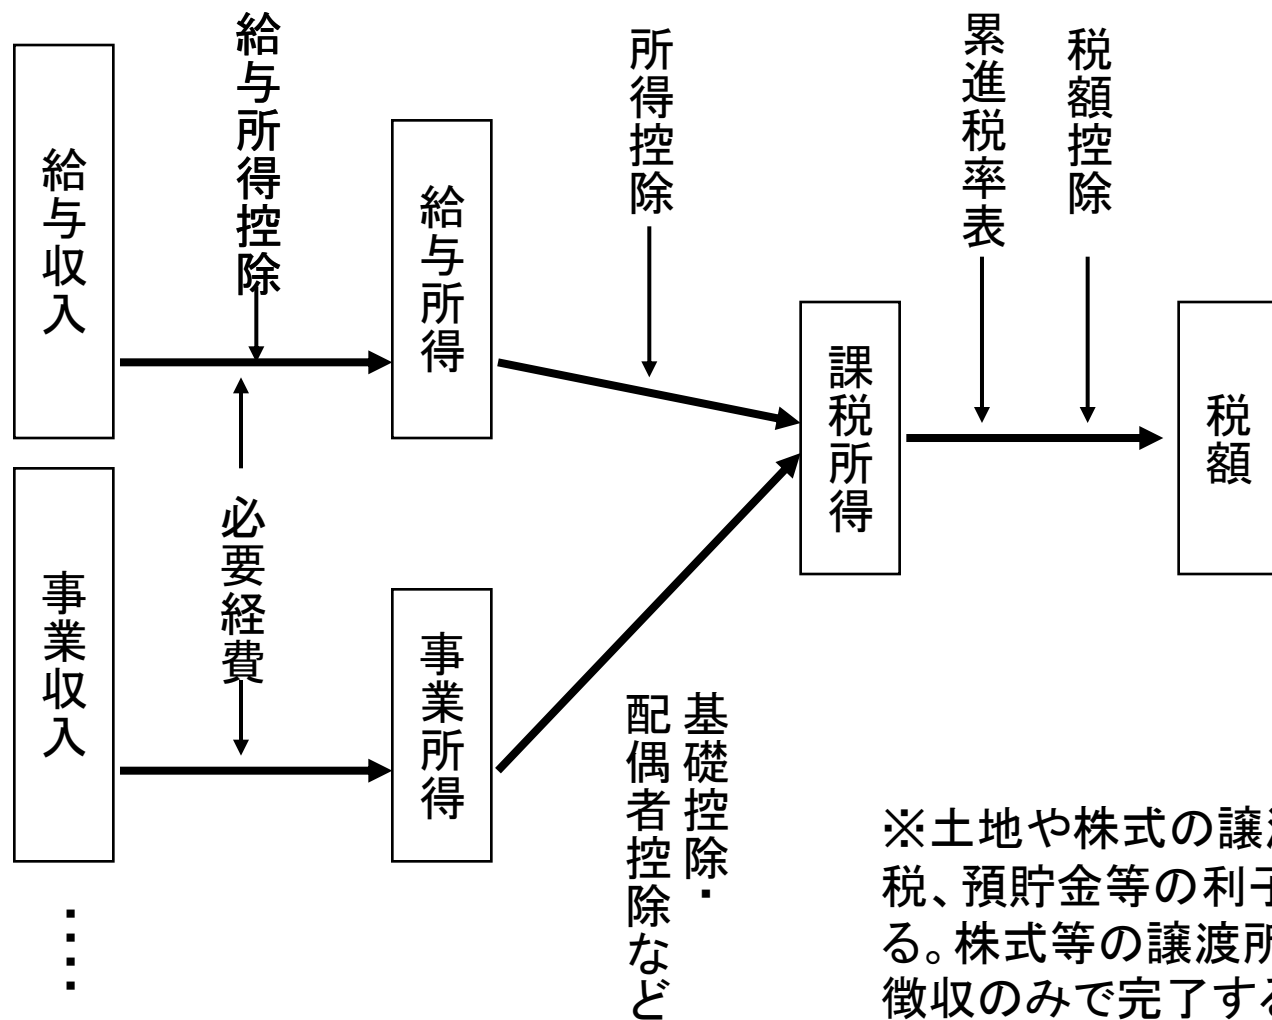 給与収入
給与所得控除
給与所得
所得控除
累進税率表
税額控除
課税所得
税額
必要経費
事業収入
事業所得
基礎控除・
配偶者控除など
※土地や株式の譲
税、預貯金等の利子
る。株式等の譲渡所
徴収のみで完了する
････